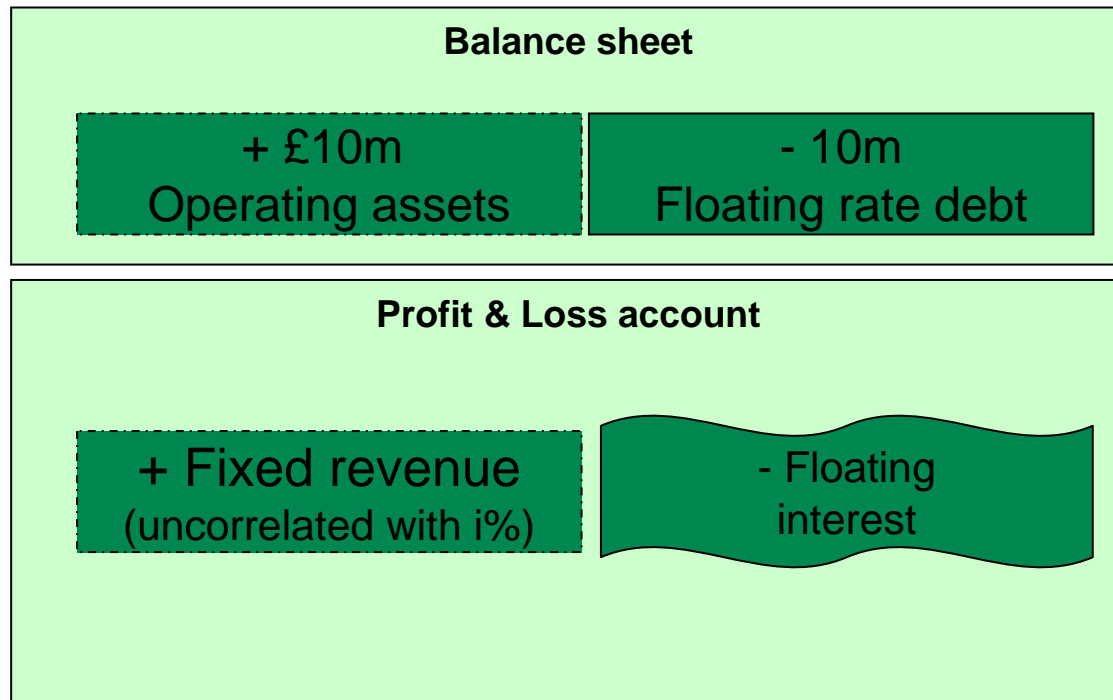 Balance sheet
+ £10m
Operating assets
- 10m
Floating rate debt
Profit & Loss account
+ Fixed revenue
(uncorrelated with i%)
- Floating
interest